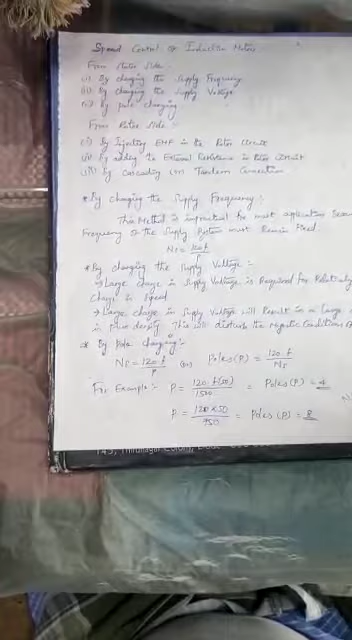 Speed Control of Induction Motors
From Stator Side :-
(i) By changing the Supply Frequency
(ii) By changing the Supply Voltage
By pole changing
From Rotor Side :-
(i) By Injecting EMF in the Rotor Circuit
(ii) By adding the External Resistance in Rotor Circuit
(iii) By cascading (or) Tandem Connection
* By changing the Supply Frequency :-
This Method is impractical for most application
Frequency of the Supply System must Remain Fixed.
Ns = 120f/P
* By changing the Supply Voltage :-
→ Large change in Supply Voltage is Required for Relatively
change in Speed
→ Large change in Supply Voltage will Result in a large
in density. This will disturb the Magnetic Conditions
* By Pole changing :-
Ns = 120f/P (or) Poles (P) = 120f/Ns
For Example :- P = 120 f(50)/1500 = Poles (P) = 4
P = 120 × 50/750 = Poles (P) = 8